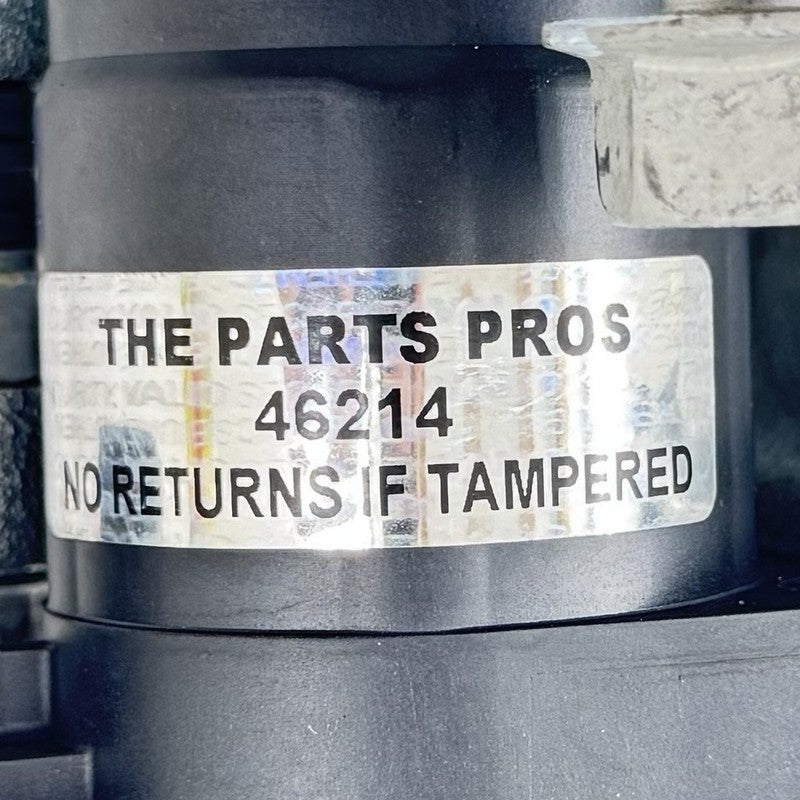 THE PARTS PROS
46214
NO RETURNS IF TAMPERED